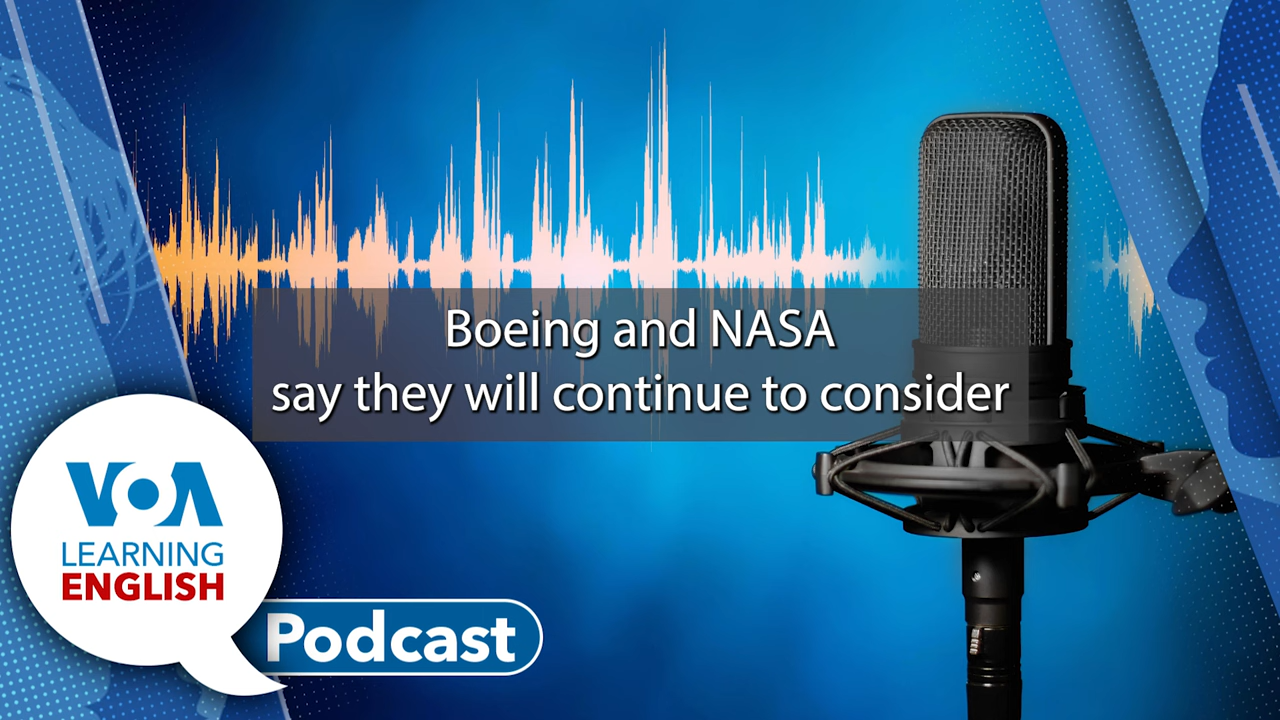 Boeing and NASA
say they will continue to consider
VOA
LEARNING
ENGLISH
Podcast